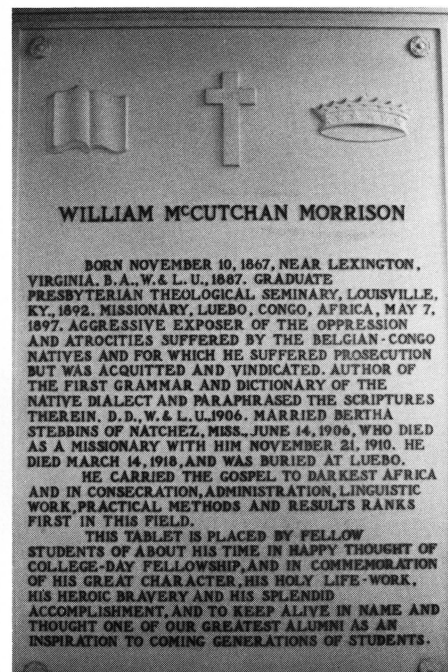 WILLIAM McCUTCHAN MORRISON
BORN NOVEMBER 10, 1867, NEAR LEXINGTON,
VIRGINIA. B.A., W. & L. U., 1887. GRADUATE
PRESBYTERIAN THEOLOGICAL SEMINARY, LOUISVILLE,
KY., 1892. MISSIONARY, LUEBO, CONGO, AFRICA, MAY 7,
1897. AGGRESSIVE EXPOSER OF THE OPPRESSION
AND ATROCITIES SUFFERED BY THE BELGIAN-CONGO
NATIVES AND FOR WHICH HE SUFFERED PROSECUTION
BUT WAS ACQUITTED AND VINDICATED. AUTHOR OF
THE FIRST GRAMMAR AND DICTIONARY OF THE
NATIVE DIALECT AND PARAPHRASED THE SCRIPTURES
THEREIN. D.D., W. & L. U., 1906. MARRIED BERTHA
STEBBINS OF NATCHEZ, MISS., JUNE 14, 1906, WHO DIED
AS A MISSIONARY WITH HIM NOVEMBER 21, 1910. HE
DIED MARCH 14, 1918, AND WAS BURIED AT LUEBO.
HE CARRIED THE GOSPEL TO DARKEST AFRICA
AND IN CONSECRATION, ADMINISTRATION, LINGUISTIC
WORK, PRACTICAL METHODS AND RESULTS RANKS
FIRST IN THIS FIELD.
THIS TABLET IS PLACED BY FELLOW
STUDENTS OF ABOUT HIS TIME IN HAPPY THOUGHT OF
COLLEGE-DAY FELLOWSHIP, AND IN COMMEMORATION
OF HIS GREAT CHARACTER, HIS HOLY LIFE-WORK,
HIS HEROIC BRAVERY AND HIS SPLENDID
ACCOMPLISHMENT, AND TO KEEP ALIVE IN NAME AND
THOUGHT ONE OF OUR GREATEST ALUMNI AS AN
INSPIRATION TO COMING GENERATIONS OF STUDENTS.